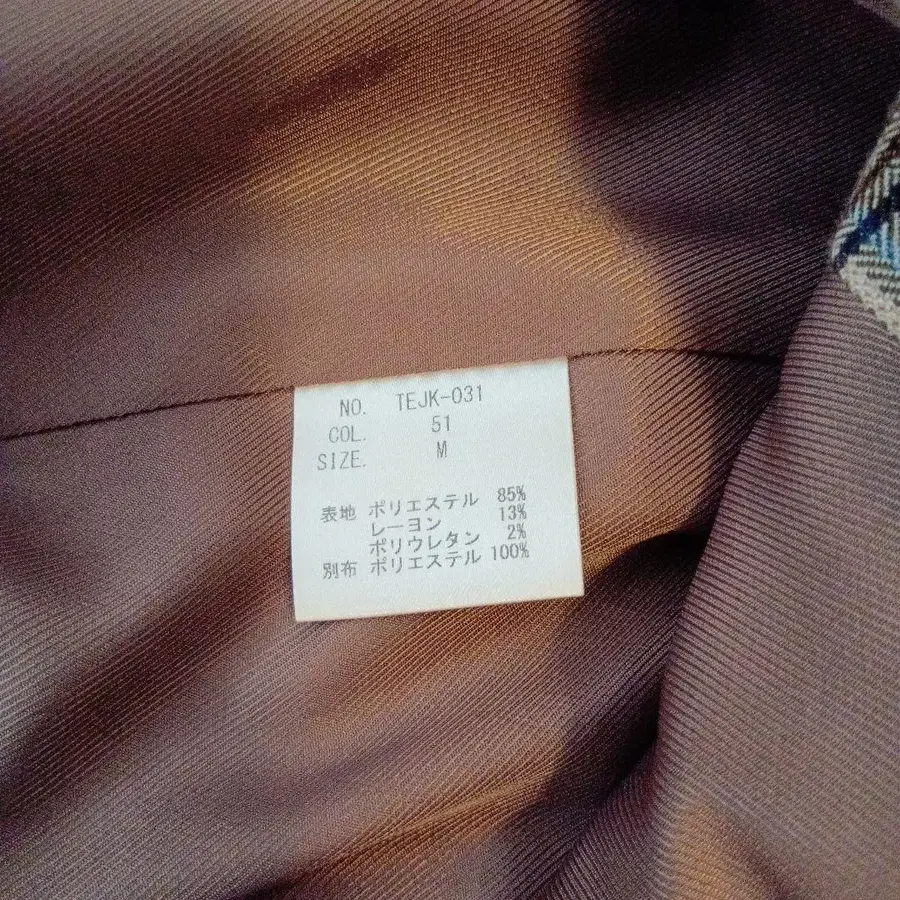 NO. TEJK-031
COL. 51
SIZE. M
表地 ポリエステル 85%
レーヨン 13%
ポリウレタン 2%
別布 ポリエステル 100%